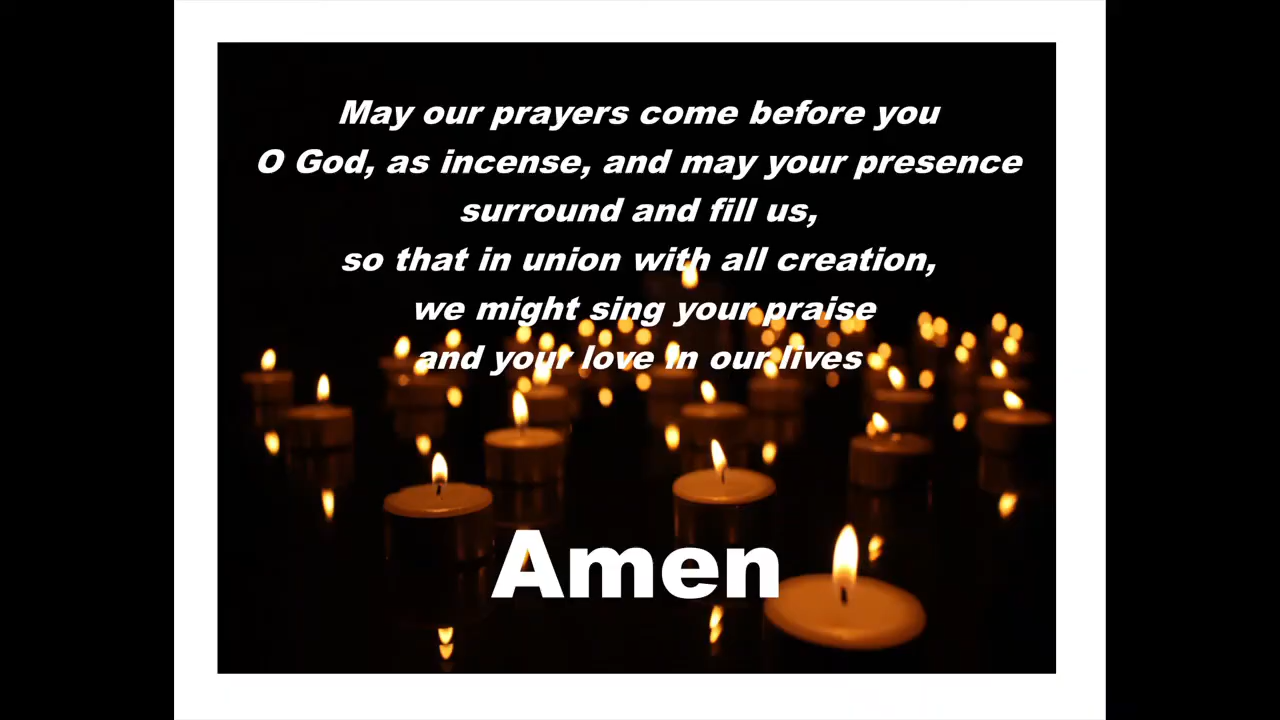 May our prayers come before you
O God, as incense, and may your presence
surround and fill us,
so that in union with all creation,
we might sing your praise
and your love in our lives
Amen